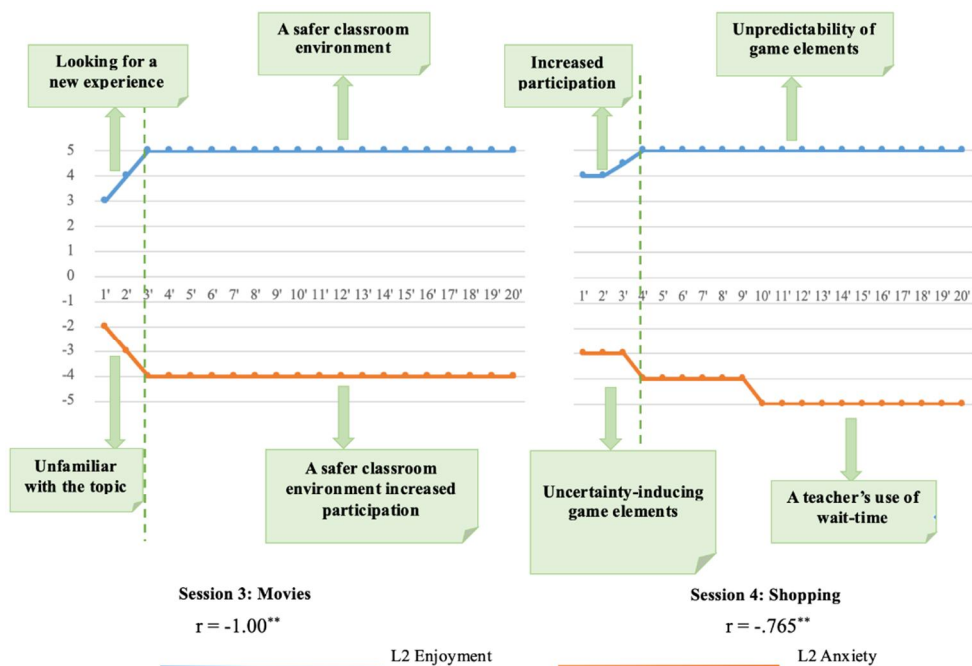 A safer classroom
environment
Looking for a
new experience
Unpredictability of
game elements
Increased
participation
5
4
3
2
1
0
-1
-2
-3
-4
-5
1' 2' 3' 4' 5' 6' 7' 8' 9' 10' 11' 12' 13' 14' 15' 16' 17' 18' 19' 20'
1' 2' 3' 4' 5' 6' 7' 8' 9' 10' 11' 12' 13' 14' 15' 16' 17' 18' 19' 20'
Unfamiliar
with the topic
A safer classroom
environment increased
participation
Uncertainty-inducing
game elements
A teacher’s use of
wait-time
Session 3: Movies
r = -1.00**
Session 4: Shopping
r = -.765**
L2 Enjoyment
L2 Anxiety